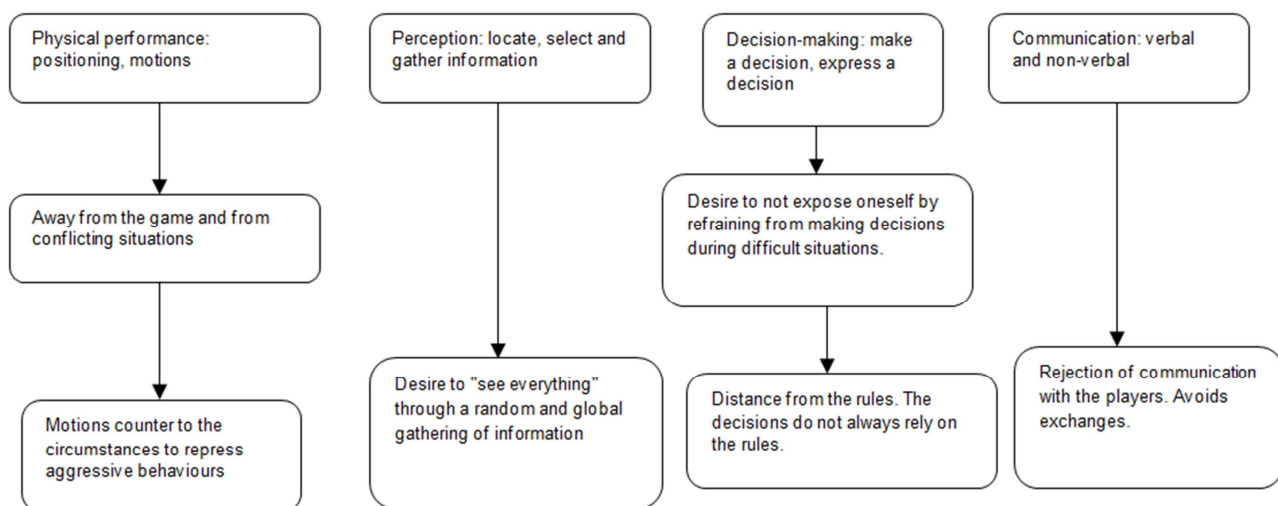 Physical performance:
positioning, motions
Perception: locate, select and
gather information
Decision-making: make
a decision, express a
decision
Communication: verbal
and non-verbal
Away from the game and from
conflicting situations
Desire to not expose oneself by
refraining from making decisions
during difficult situations.
Motions counter to the
circumstances to repress
aggressive behaviours
Desire to "see everything"
through a random and global
gathering of information
Distance from the rules. The
decisions do not always rely on
the rules.
Rejection of communication
with the players. Avoids
exchanges.